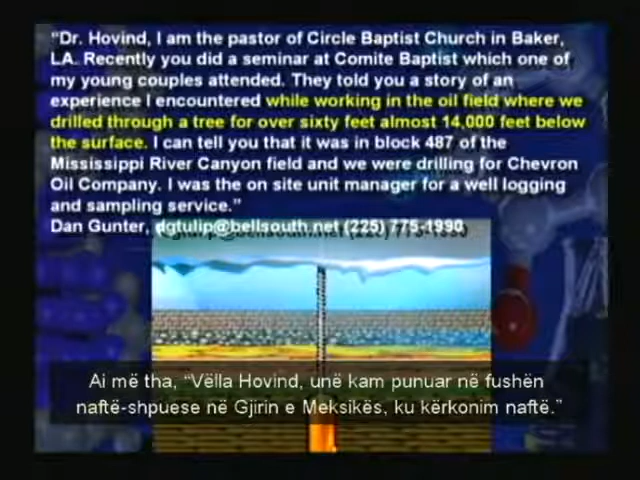 “Dr. Hovind, I am the pastor of Circle Baptist Church in Baker,
LA. Recently you did a seminar at Comite Baptist which one of
my young couples attended. They told you a story of an
experience I encountered while working in the oil field where we
drilled through a tree for over sixty feet almost 14,000 feet below
the surface. I can tell you that it was in block 487 of the
Mississippi River Canyon field and we were drilling for Chevron
Oil Company. I was the on site unit manager for a well logging
and sampling service.”
Dan Gunter, dgtulip@bellsouth.net (225) 775-1990
Ai më tha, “Vëlla Hovind, unë kam punuar në fushën
naftë-shpuese në Gjirin e Meksikës, ku kërkonim naftë.”